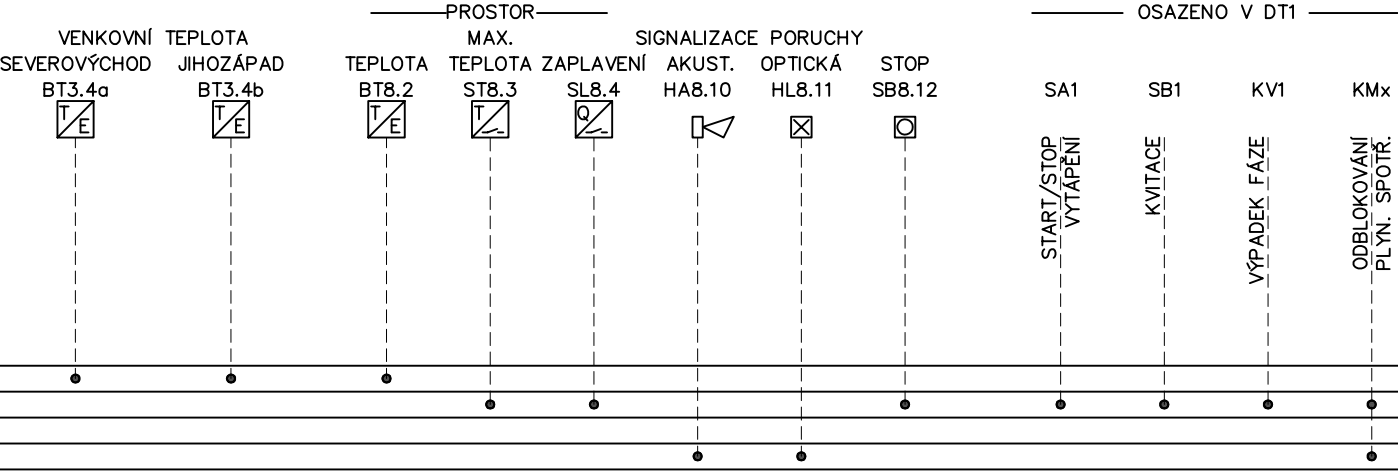 PROSTOR
OSAZENO V DT1
VENKOVNÍ TEPLOTA
MAX.
SIGNALIZACE PORUCHY
SEVEROVÝCHOD JIHOZÁPAD TEPLOTA TEPLOTA ZAPLAVENÍ AKUST. OPTICKÁ STOP
BT3.4a BT3.4b BT8.2 ST8.3 SL8.4 HA8.10 HL8.11 SB8.12 SA1 SB1 KV1 KMx
T E T E T E T Q
START/STOP
VYTÁPĚNÍ
KVITACE
VÝPADEK FÁZE
ODBLOKOVÁNÍ
PLYN. SPOTŘ.